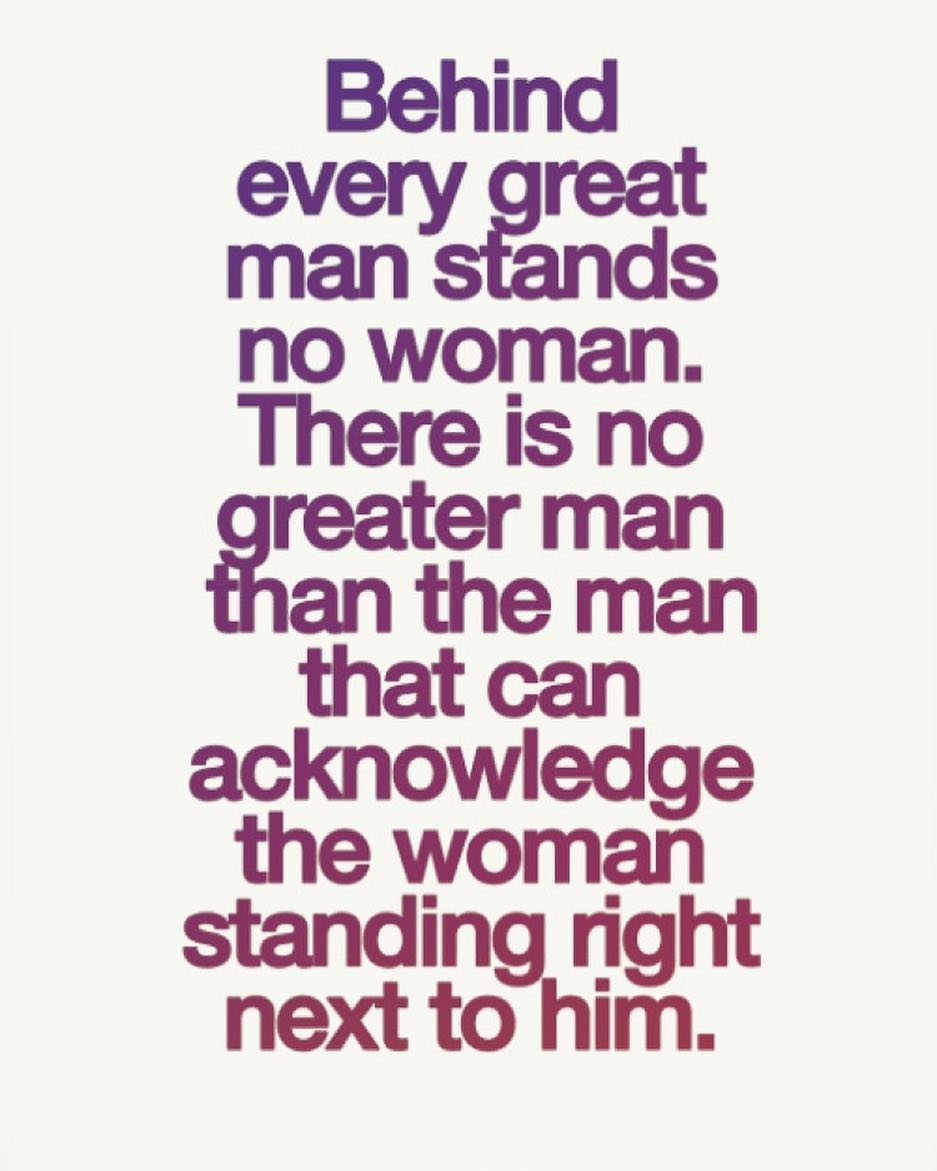 Behind
every great
man stands
no woman.
There is no
greater man
than the man
that can
acknowledge
the woman
standing right
next to him.